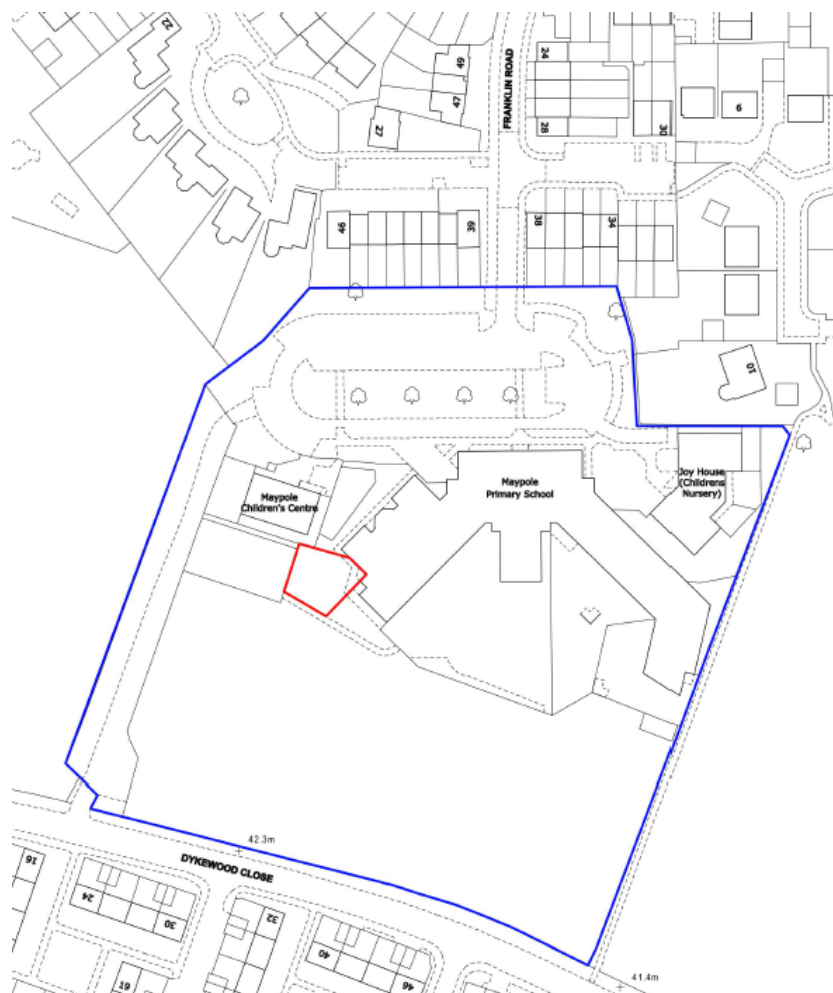 22
49
47
27
FRANKLIN ROAD
24
28
30
6
46
39
38
34
10
Maypole
Children's Centre
Maypole
Primary School
Joy House
(Childrens
Nursery)
42.3m
DYKEWOOD CLOSE
16
24
30
32
40
46
19
41.4m